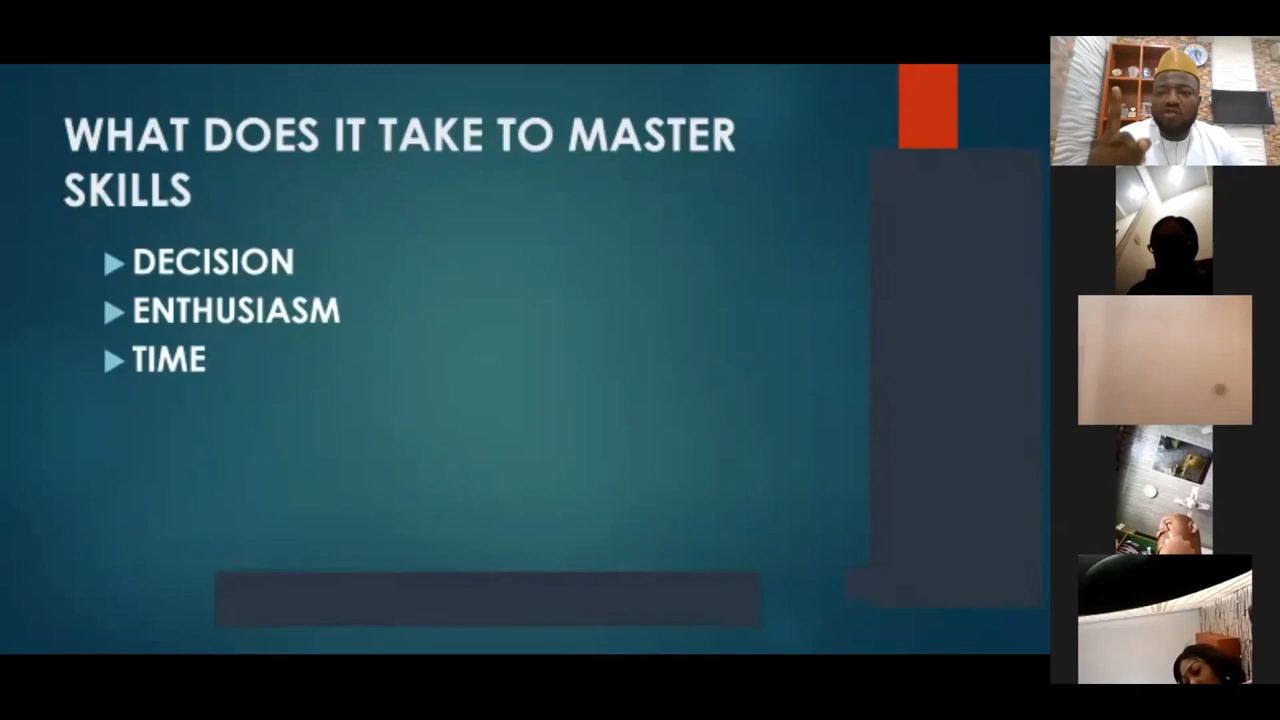 WHAT DOES IT TAKE TO MASTER
SKILLS
DECISION
ENTHUSIASM
TIME